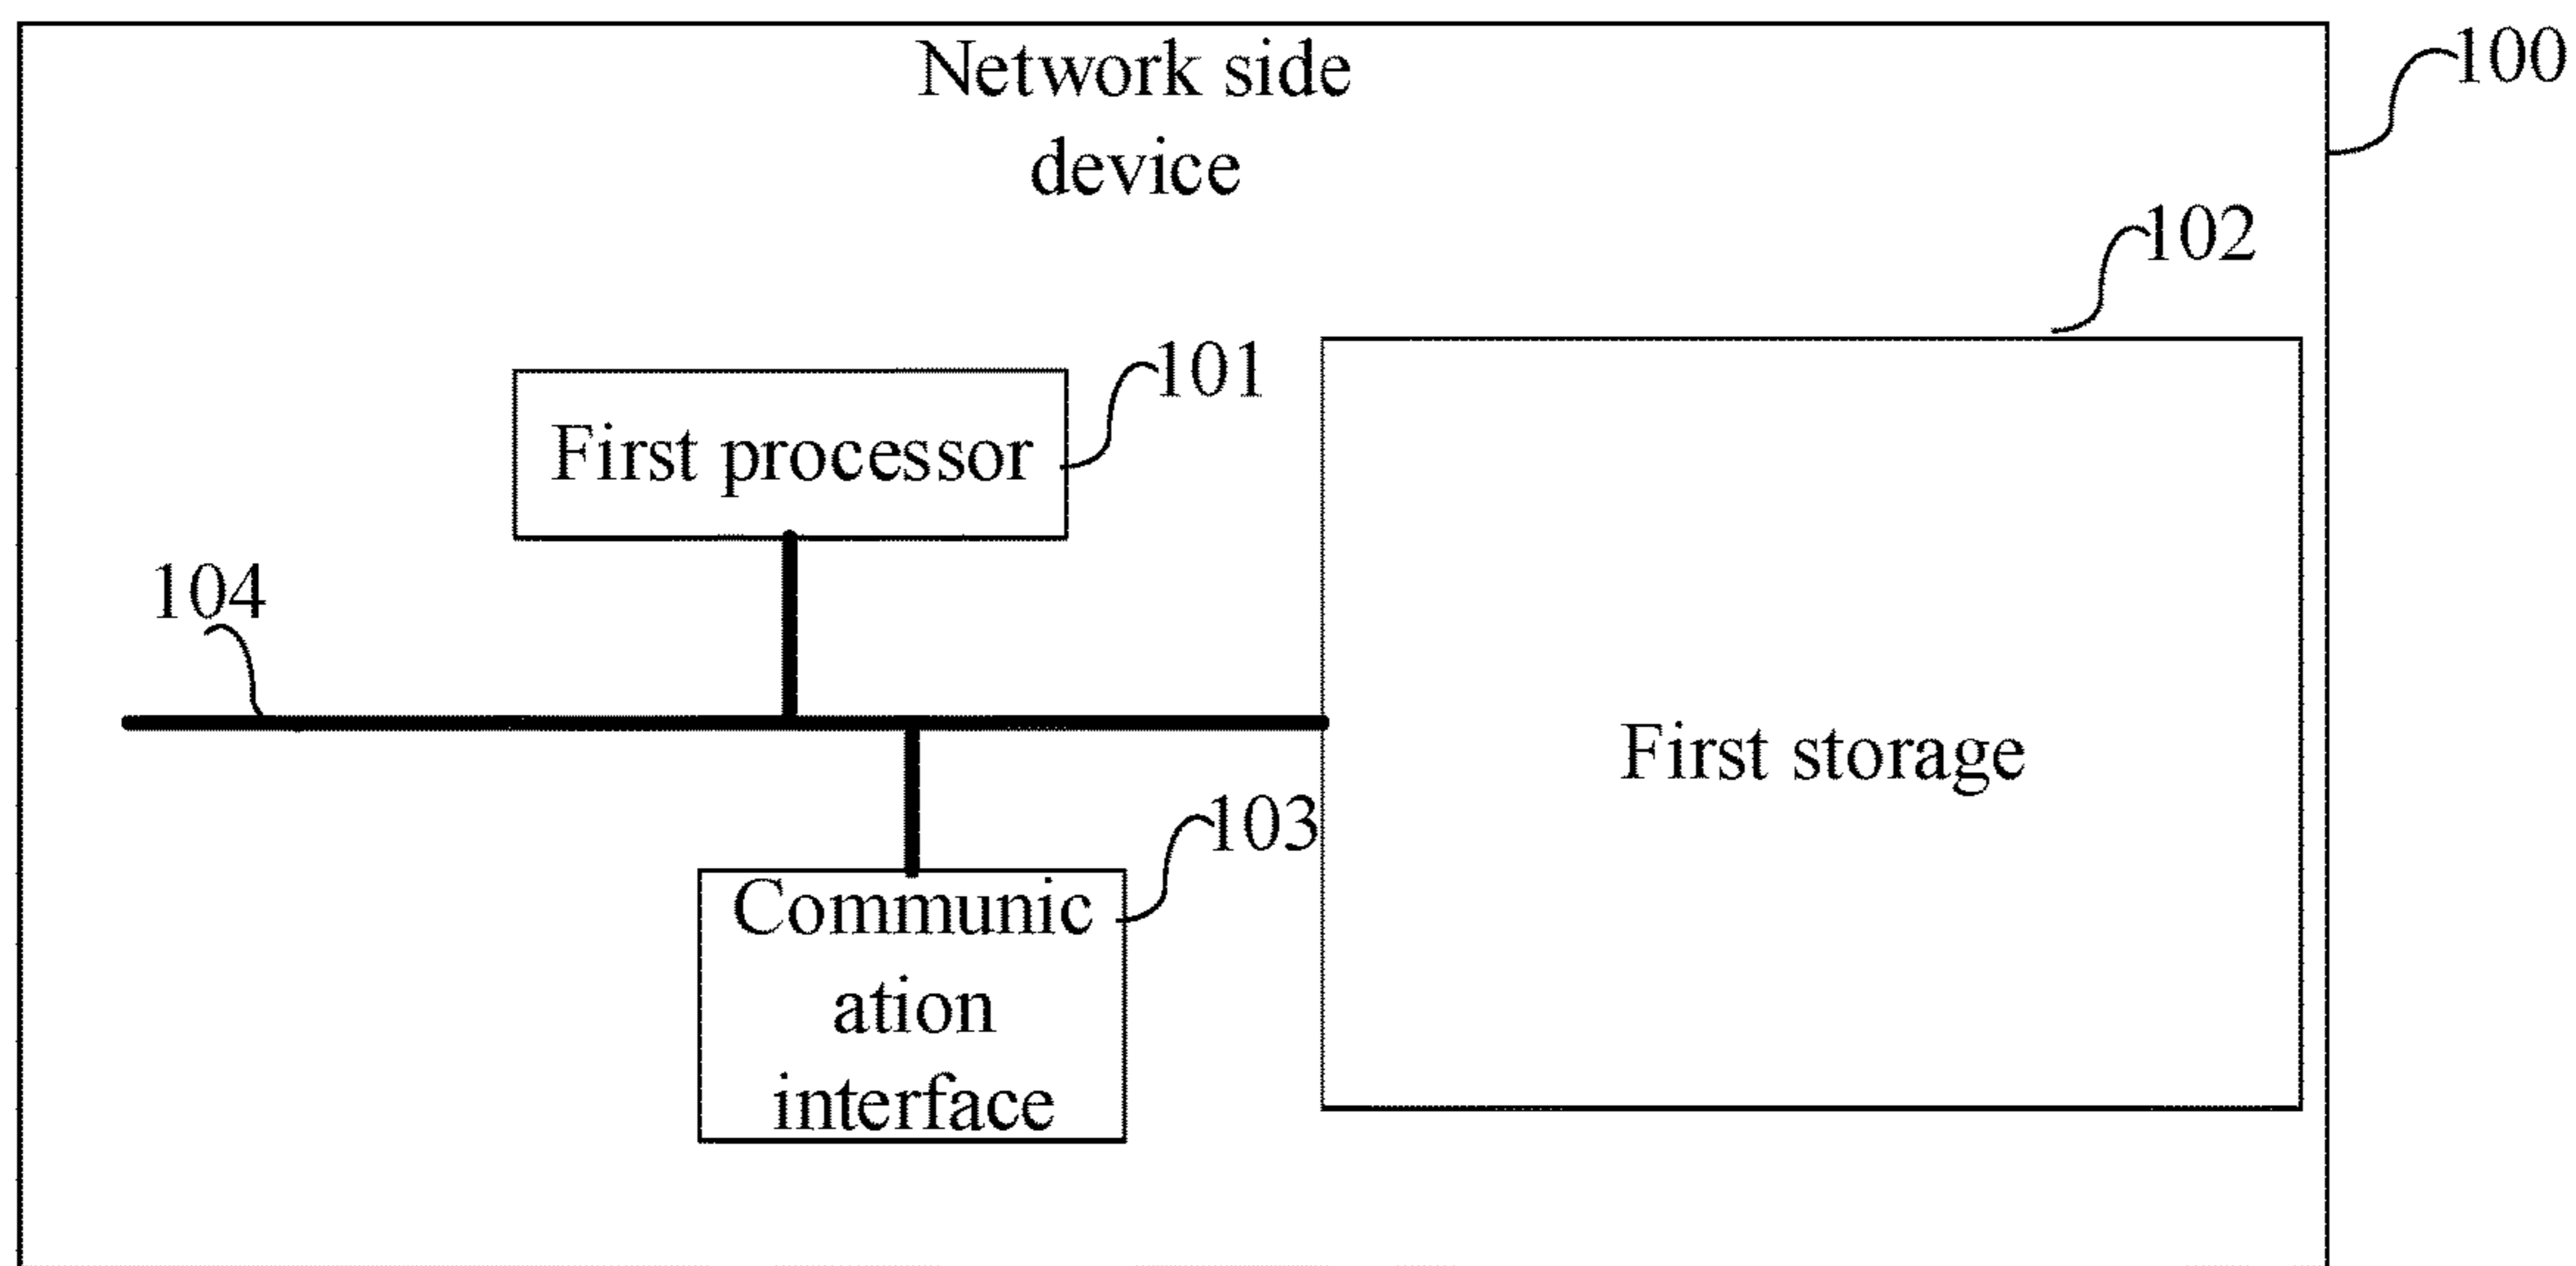 Network side
device
100
102
101
First processor
104
First storage
103
Communic
ation
interface